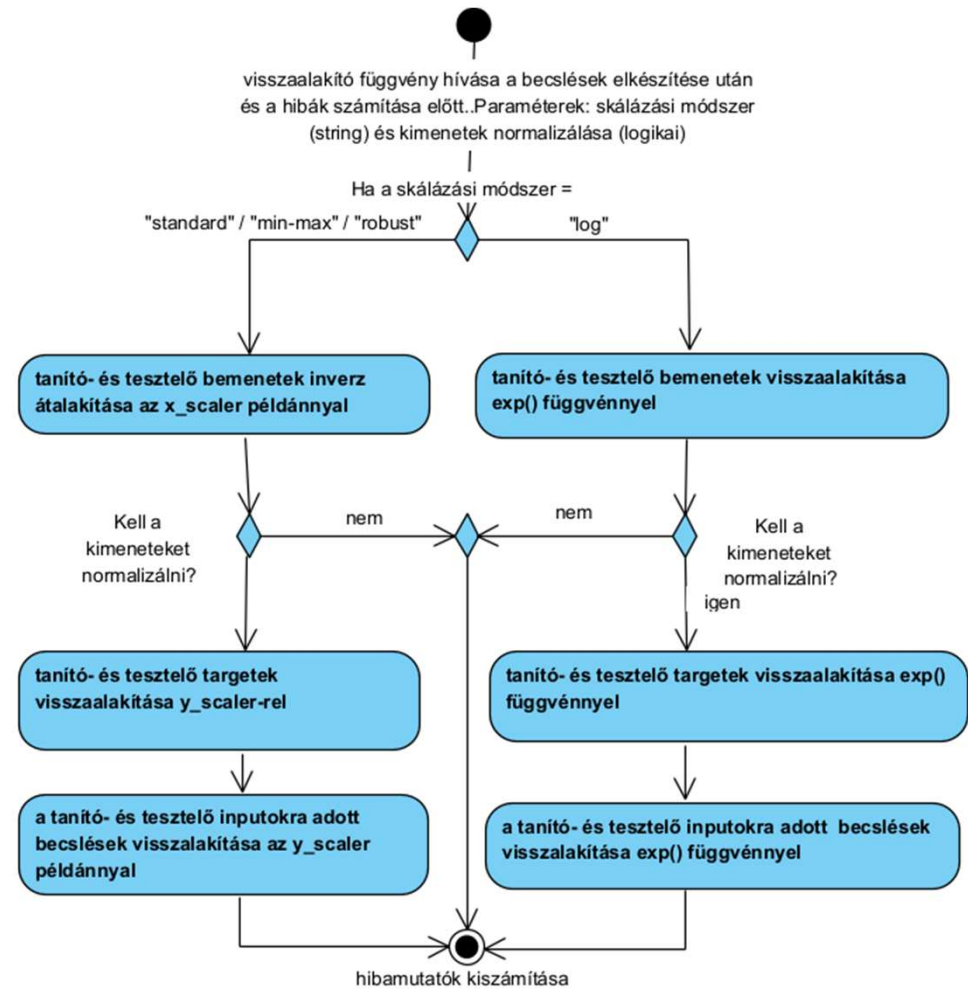 visszaalakító függvény hívása a becslések elkészítése után
és a hibák számítása előtt..Paraméterek: skálázási módszer
(string) és kimenetek normalizálása (logikai)
Ha a skálázási módszer =
"standard" / "min-max" / "robust"
"log"
tanító- és tesztelő bemenetek inverz
átalakítása az x_scaler példánnyal
tanító- és tesztelő bemenetek visszaalakítása
exp() függvénnyel
Kell a
kimeneteket
normalizálni?
nem
nem
Kell a
kimeneteket
normalizálni?
igen
tanító- és tesztelő targetek
visszaalakítása y_scaler-rel
tanító- és tesztelő targetek visszaalakítása exp()
függvénnyel
a tanító- és tesztelő inputokra adott
becslések visszalakítása az y_scaler
példánnyal
a tanító- és tesztelő inputokra adott becslések
visszalakítása exp() függvénnyel
hibamutatók kiszámítása